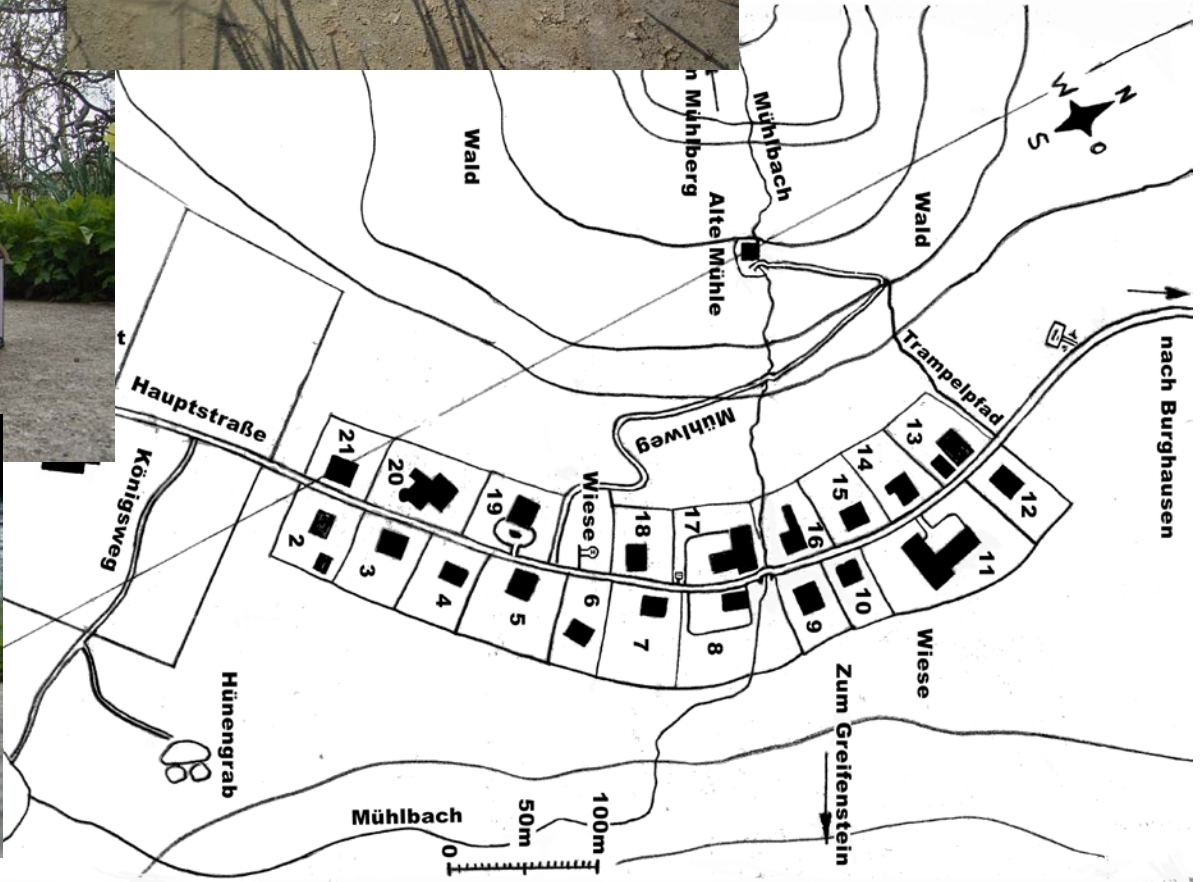 W
N
S
O
n Mühlberg
Mühlbach
Wald
Wald
Alte Mühle
t
Hauptstraße
Königsweg
Trampelpfad
nach Burghausen
Mühlweg
Wiese
21
20
19
18
17
16
15
14
13
12
11
10
9
8
7
6
5
4
3
2
Wiese
Zum Greifenstein
Hünengrab
Mühlbach
0
50m
100m